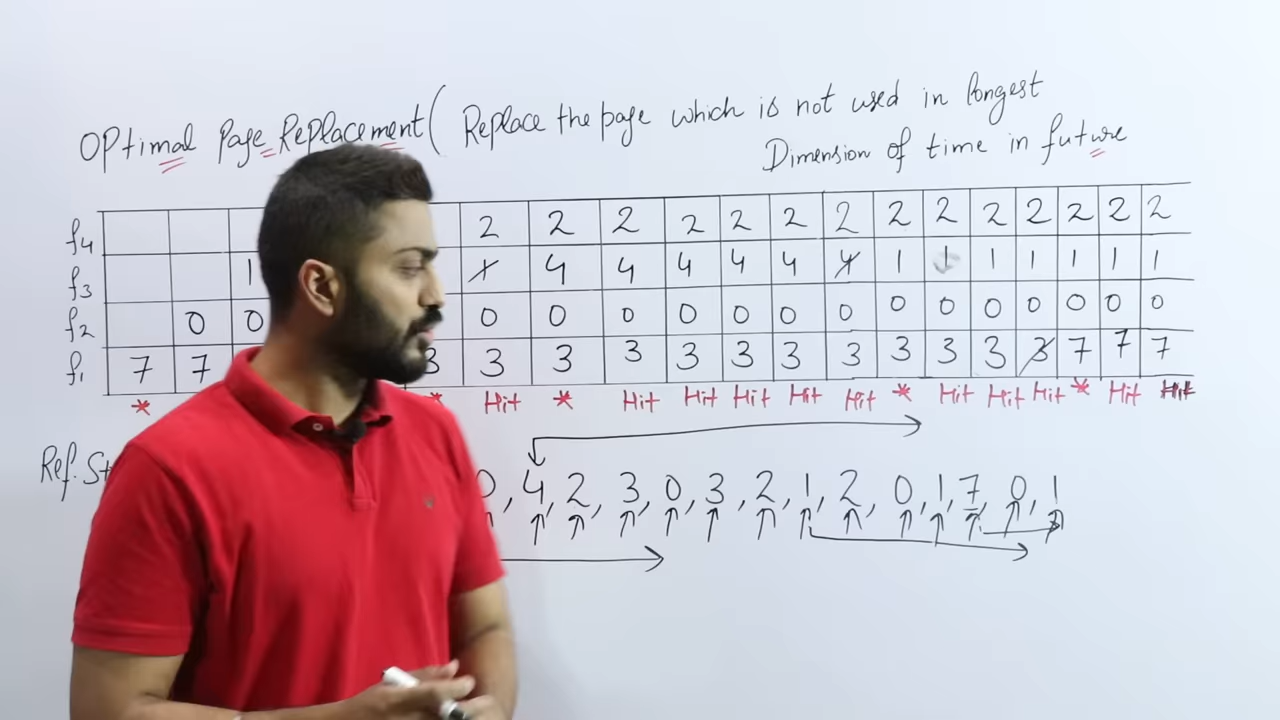 OPtimal Page Replacement ( Replace the page which is not used in longest
Dimension of time in future
f4 2 2 2 2 2 2 2 2 2 2 2 2 2 2
f3 1 1 4 4 4 4 4 4 1 1 1 1 1 1 1
f2 0 0 0 0 0 0 0 0 0 0 0 0 0 0 0 0
f1 7 7 3 3 3 3 3 3 3 3 3 3 3 3 7 7 7
* * Hit * Hit Hit Hit Hit Hit * Hit Hit Hit * Hit Hit
Ref. St 0, 4, 2, 3, 0, 3, 2, 1, 2, 0, 1, 7, 0, 1